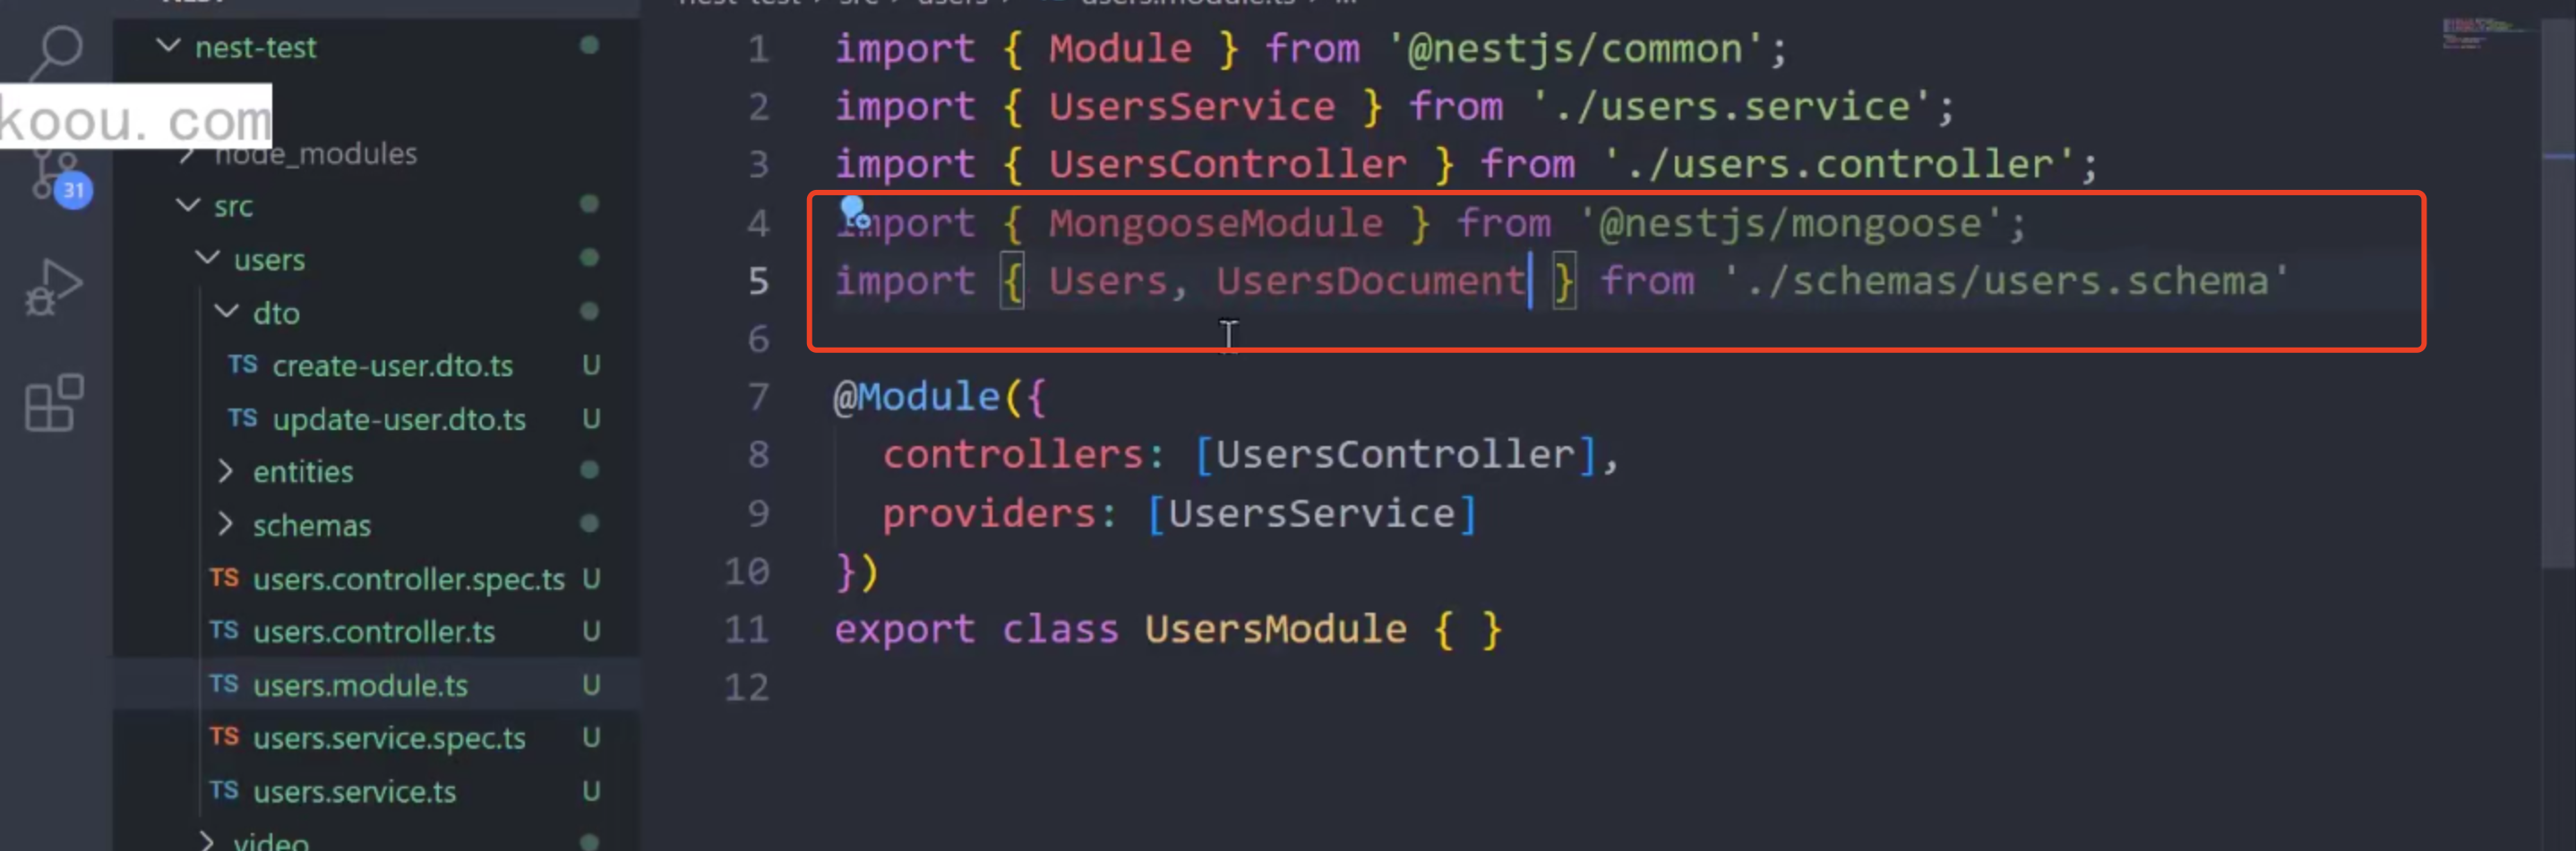 nest-test
koou.com
node_modules
31
src
users
dto
TS create-user.dto.ts U
TS update-user.dto.ts U
entities
schemas
TS users.controller.spec.ts U
TS users.controller.ts U
TS users.module.ts U
TS users.service.spec.ts U
TS users.service.ts U
video
1 import { Module } from '@nestjs/common';
2 import { UsersService } from './users.service';
3 import { UsersController } from './users.controller';
4 import { MongooseModule } from '@nestjs/mongoose';
5 import { Users, UsersDocument } from './schemas/users.schema'
6
7 @Module({
8 controllers: [UsersController],
9 providers: [UsersService]
10 })
11 export class UsersModule { }
12